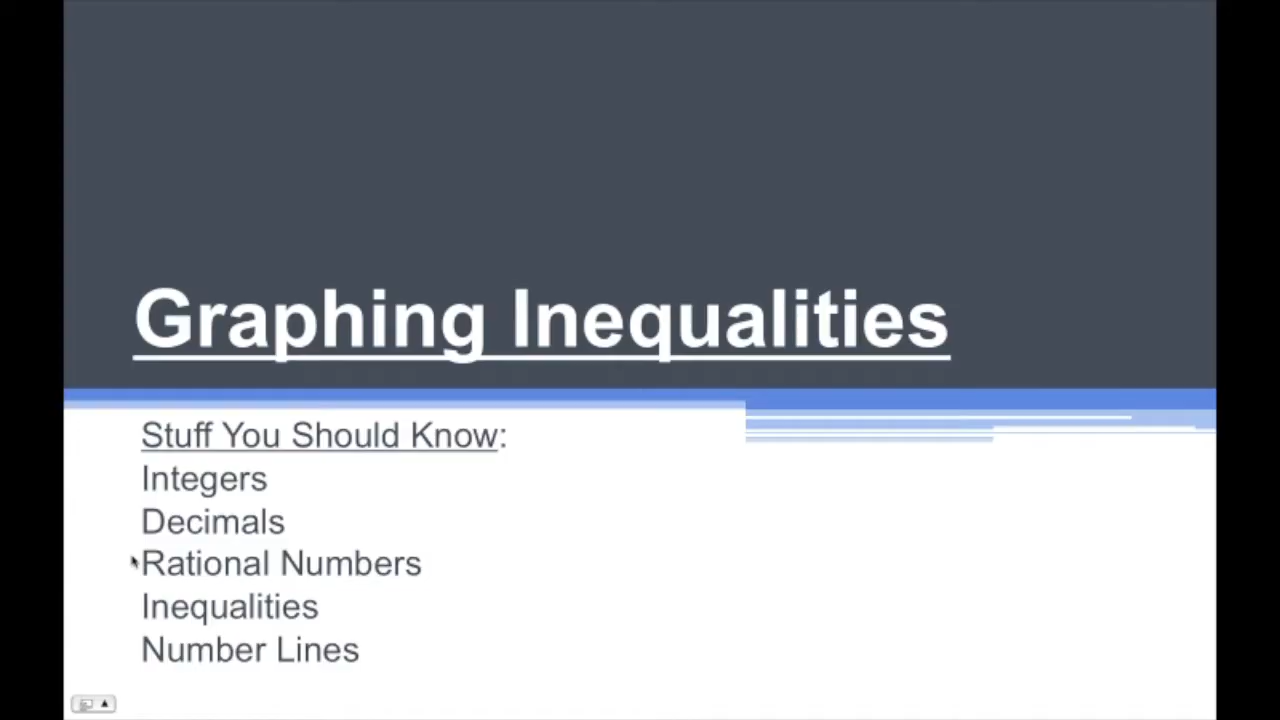 Graphing Inequalities
Stuff You Should Know:
Integers
Decimals
Rational Numbers
Inequalities
Number Lines